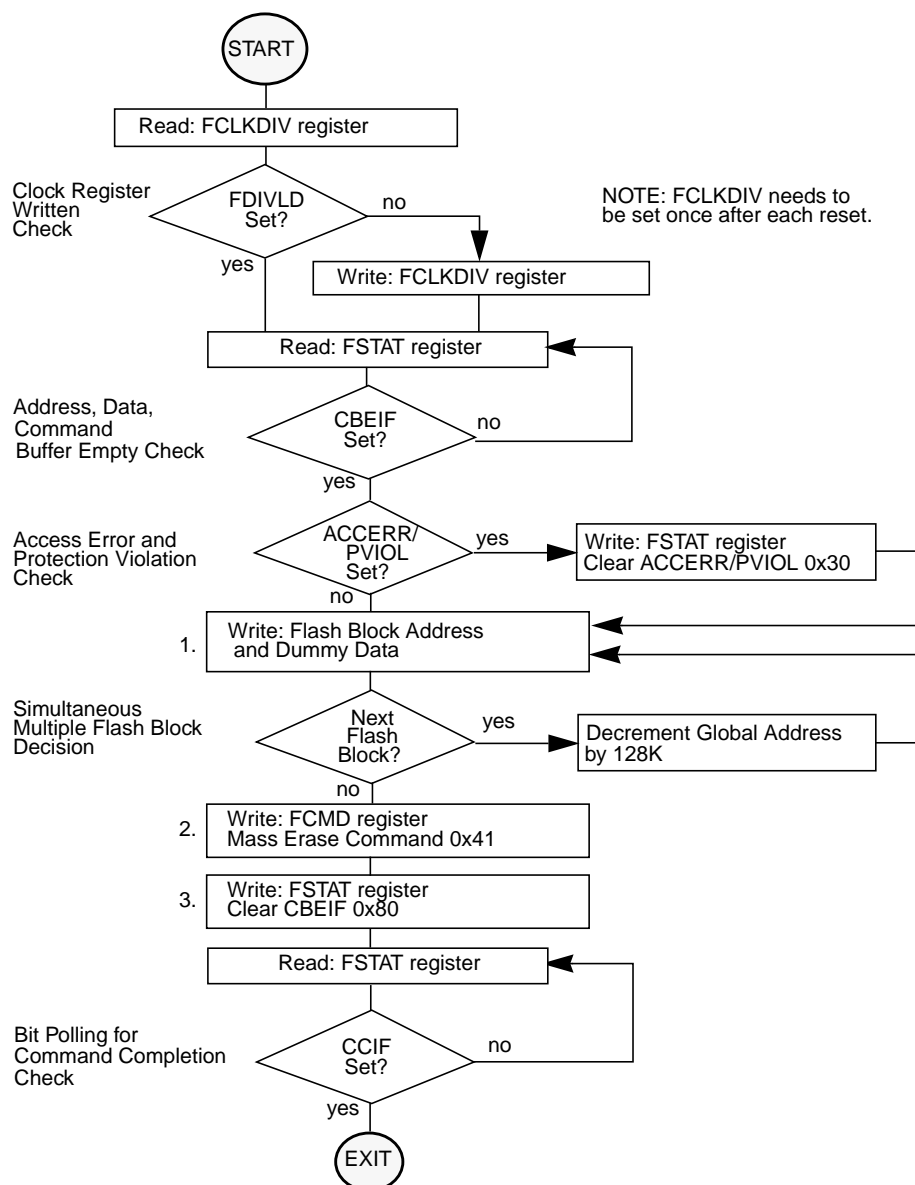 START
Read: FCLKDIV register
Clock Register
Written
Check
FDIVLD
Set?
no
NOTE: FCLKDIV needs to
be set once after each reset.
yes
Write: FCLKDIV register
Read: FSTAT register
Address, Data,
Command
Buffer Empty Check
CBEIF
Set?
no
yes
Access Error and
Protection Violation
Check
ACCERR/
PVIOL
Set?
yes
Write: FSTAT register
Clear ACCERR/PVIOL 0x30
no
1.
Write: Flash Block Address
and Dummy Data
Simultaneous
Multiple Flash Block
Decision
Next
Flash
Block?
yes
Decrement Global Address
by 128K
no
2.
Write: FCMD register
Mass Erase Command 0x41
3.
Write: FSTAT register
Clear CBEIF 0x80
Read: FSTAT register
Bit Polling for
Command Completion
Check
CCIF
Set?
no
yes
EXIT